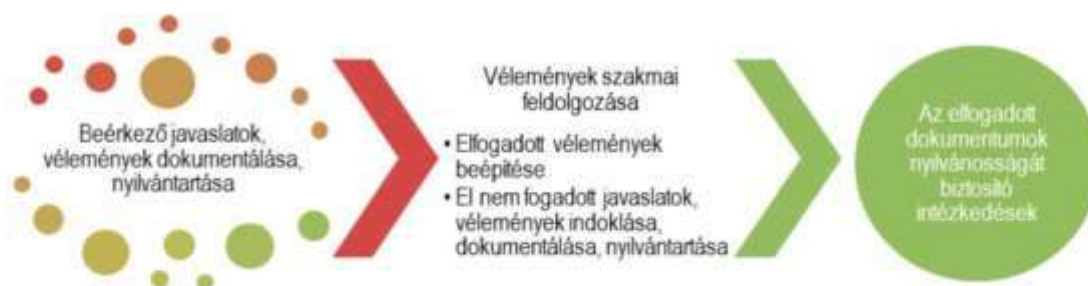 Beérkező javaslatok,
vélemények dokumentálása,
nyilvántartása
Vélemények szakmai
feldolgozása
• Elfogadott vélemények
beépítése
• El nem fogadott javaslatok,
vélemények indoklása,
dokumentálása, nyilvántartása
Az elfogadott
dokumentumok
nyilvánosságát
biztosító
intézkedések